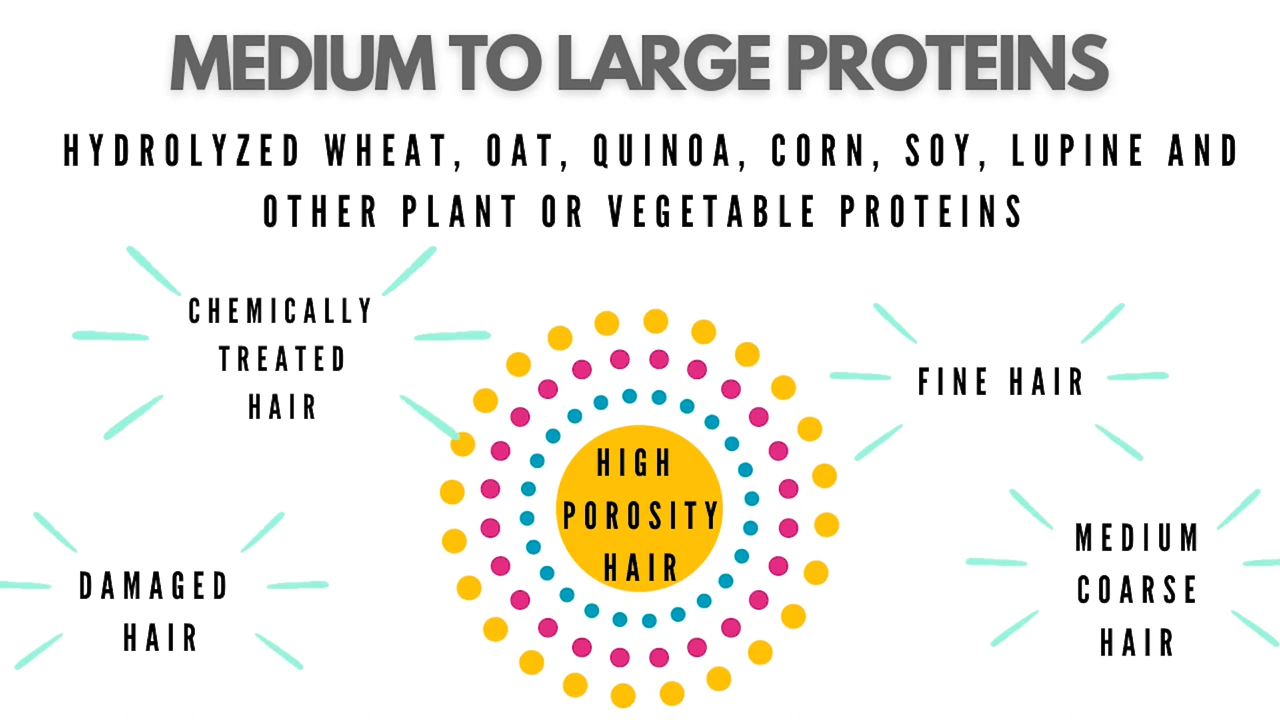 MEDIUM TO LARGE PROTEINS
HYDROLYZED WHEAT, OAT, QUINOA, CORN, SOY, LUPINE AND
OTHER PLANT OR VEGETABLE PROTEINS
CHEMICALLY
TREATED
HAIR
FINE HAIR
HIGH
POROSITY
HAIR
DAMAGED
HAIR
MEDIUM
COARSE
HAIR